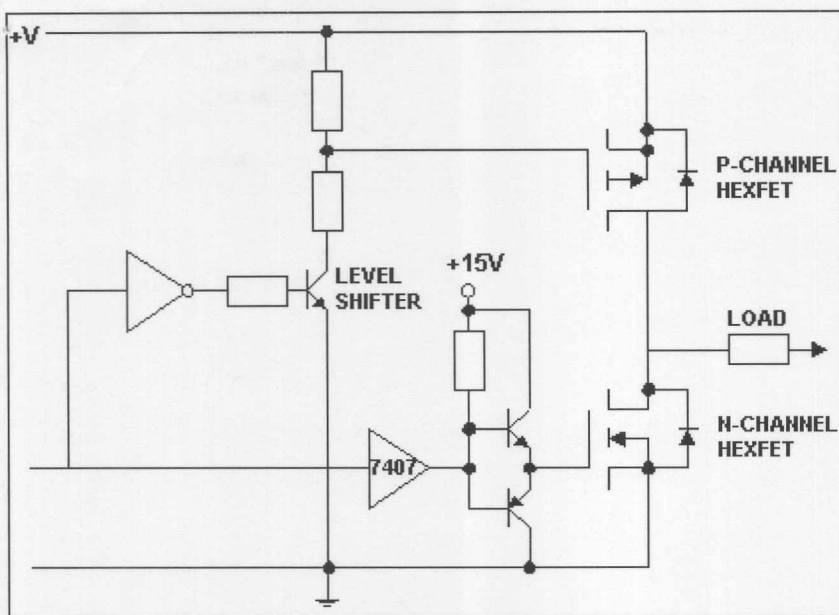 +V
P-CHANNEL
HEXFET
LEVEL
SHIFTER
+15V
LOAD
N-CHANNEL
HEXFET
7407